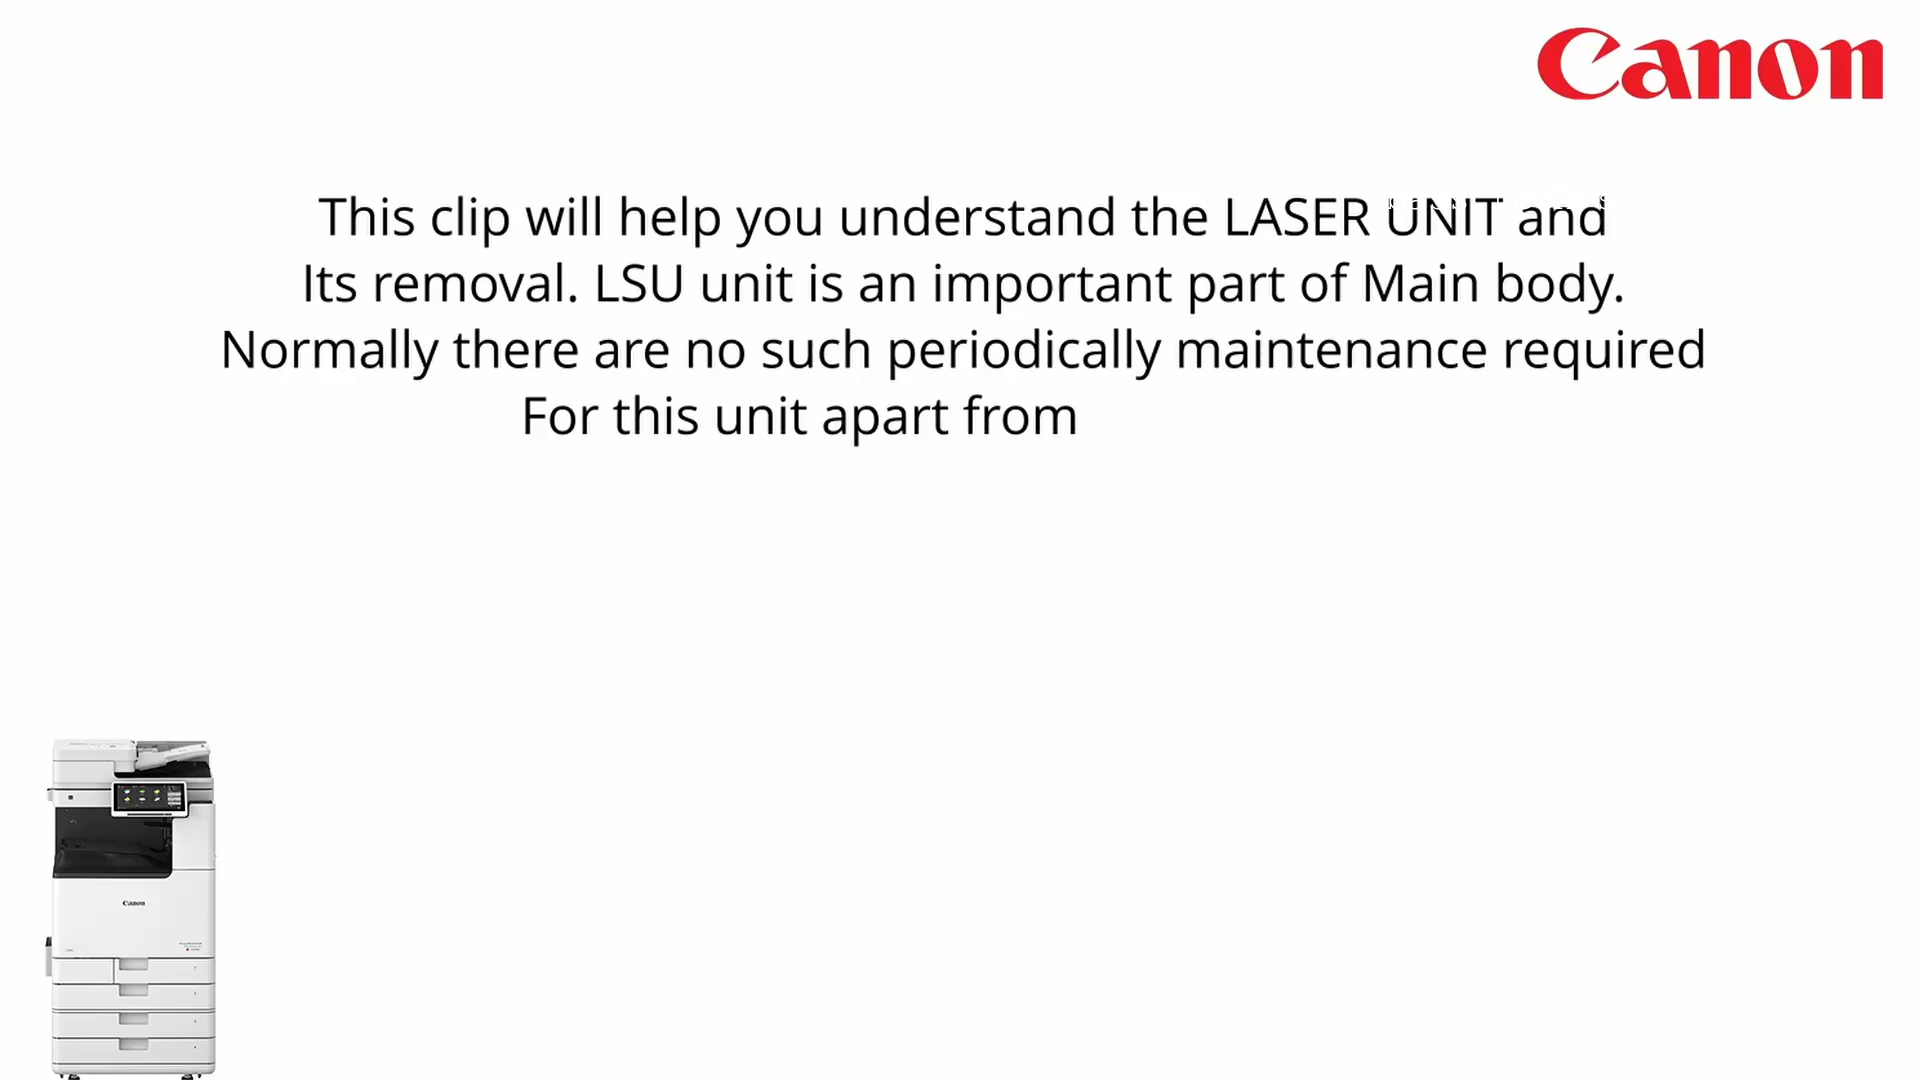 Canon
This clip will help you understand the LASER UNIT and
Its removal. LSU unit is an important part of Main body.
Normally there are no such periodically maintenance required
For this unit apart from
Canon